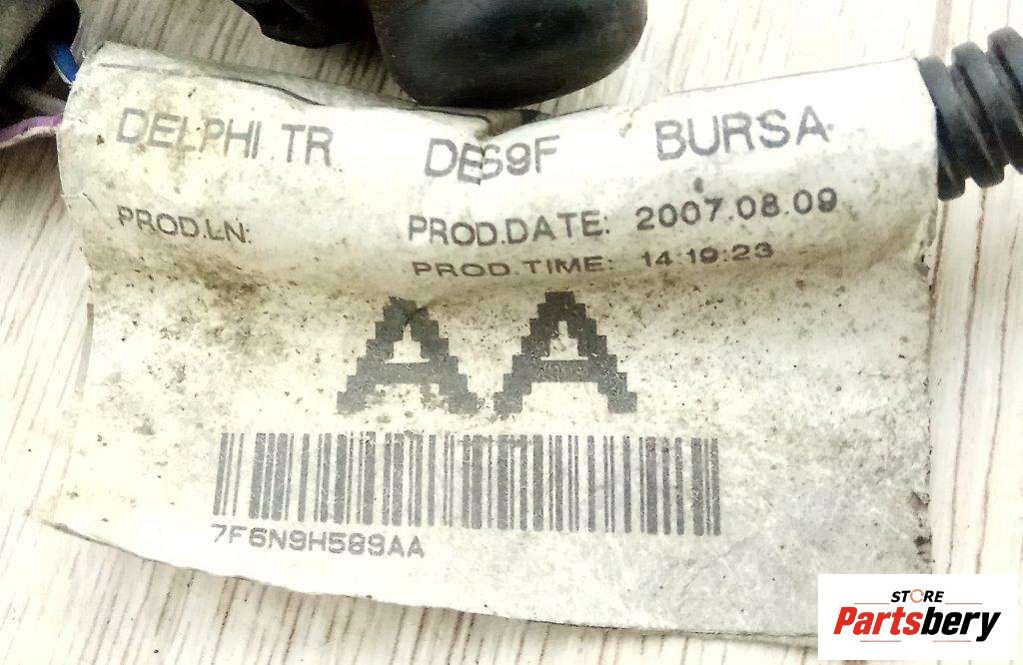 DELPHI TR BURSA
PROD.LN: PROD.DATE: 2007.08.09
PROD.TIME: 14:19:23
AA
7F6N9H589AA
STORE
Partsbery